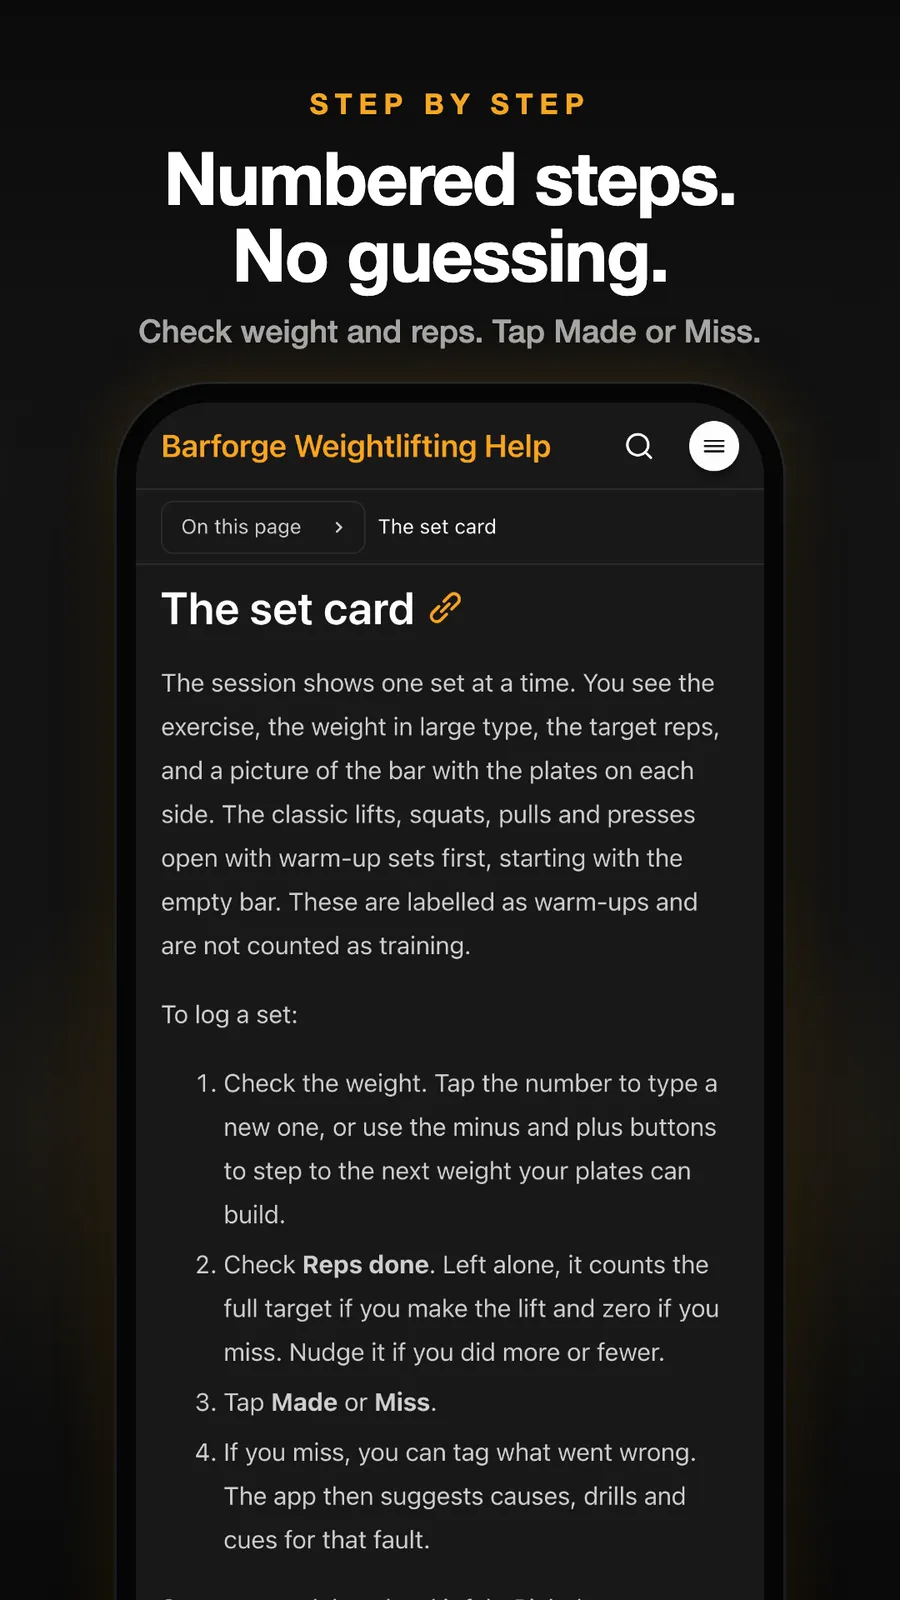 STEP BY STEP
Numbered steps.
No guessing.
Check weight and reps. Tap Made or Miss.
Barforge Weightlifting Help
On this page
The set card
The set card
The session shows one set at a time. You see the
exercise, the weight in large type, the target reps,
and a picture of the bar with the plates on each
side. The classic lifts, squats, pulls and presses
open with warm-up sets first, starting with the
empty bar. These are labelled as warm-ups and
are not counted as training.
To log a set:
1. Check the weight. Tap the number to type a
new one, or use the minus and plus buttons
to step to the next weight your plates can
build.
2. Check Reps done. Left alone, it counts the
full target if you make the lift and zero if you
miss. Nudge it if you did more or fewer.
3. Tap Made or Miss.
4. If you miss, you can tag what went wrong.
The app then suggests causes, drills and
cues for that fault.